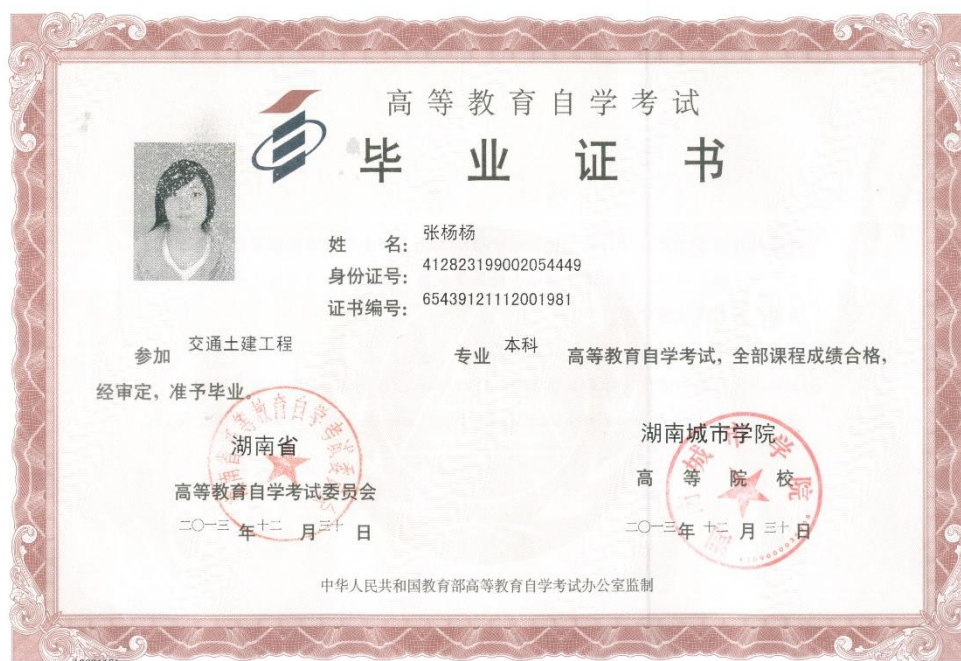 高等教育自学考试
毕业证书
姓 名: 张杨杨
身份证号: 412823199002054449
证书编号: 65439121112001981
参加 交通土建工程 专业 本科 高等教育自学考试，全部课程成绩合格，
经审定，准予毕业。
湖南省 湖南城市学院
高等教育自学考试委员会 高等院校
二〇一三年十二月三十日 二〇一三年十二月三十日
中华人民共和国教育部高等教育自学考试办公室监制